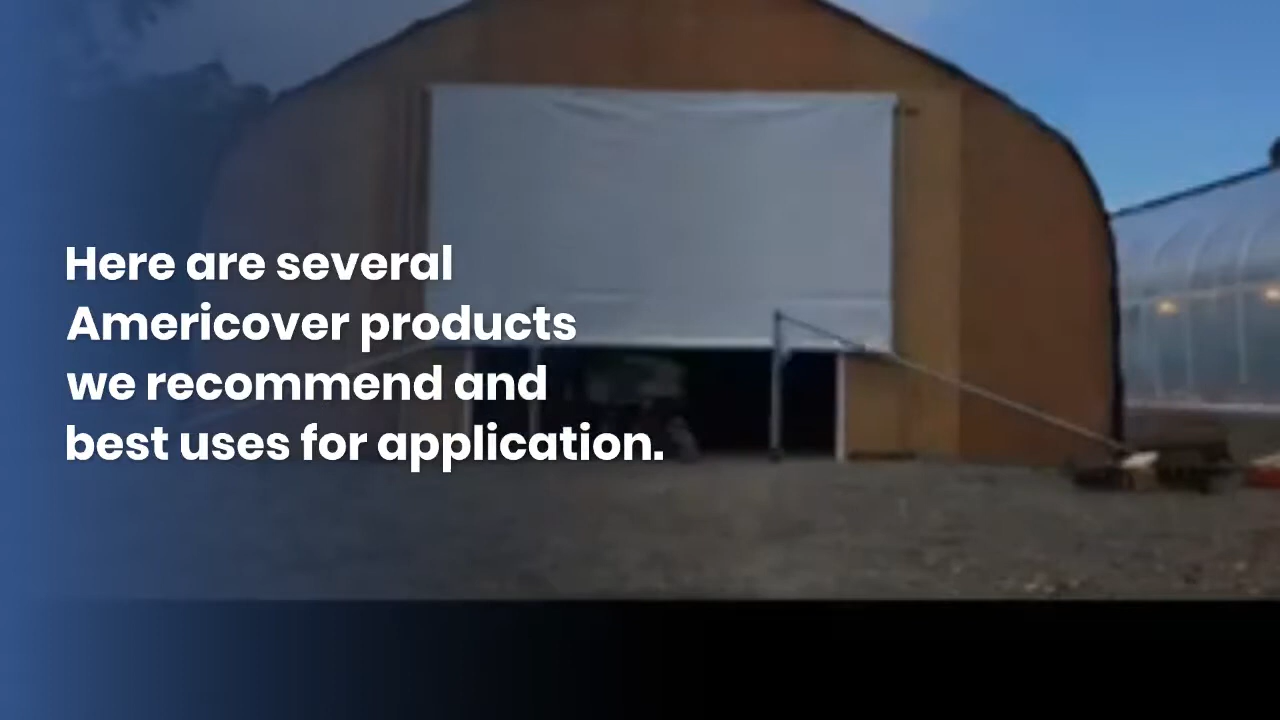 Here are several
Americover products
we recommend and
best uses for application.